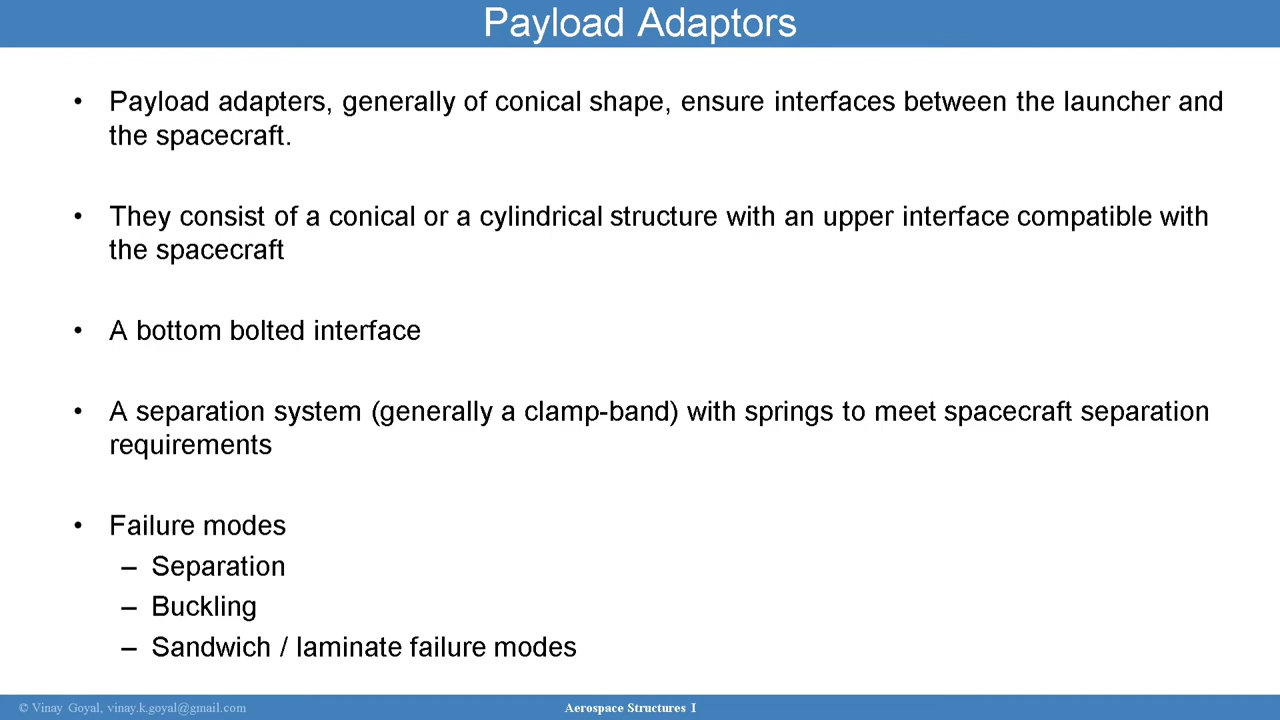 Payload Adaptors
• Payload adapters, generally of conical shape, ensure interfaces between the launcher and
the spacecraft.
• They consist of a conical or a cylindrical structure with an upper interface compatible with
the spacecraft
• A bottom bolted interface
• A separation system (generally a clamp-band) with springs to meet spacecraft separation
requirements
• Failure modes
– Separation
– Buckling
– Sandwich / laminate failure modes
© Vinay Goyal, vinay.k.goyal@gmail.com
Aerospace Structures I